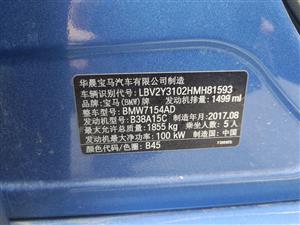 华晨宝马汽车有限公司制造
车辆识别代号: LBV2Y3102HMH81593
品牌: 宝马(BMW)牌 发动机排量: 1499 ml
整车型号: BMW7154AD
发动机型号: B38A15C 制造年月: 2017.08
最大允许总质量: 1855 kg 乘坐人数: 5 人
发动机最大净功率: 100 kW 制造国: 中国
颜色代号/色重: B45